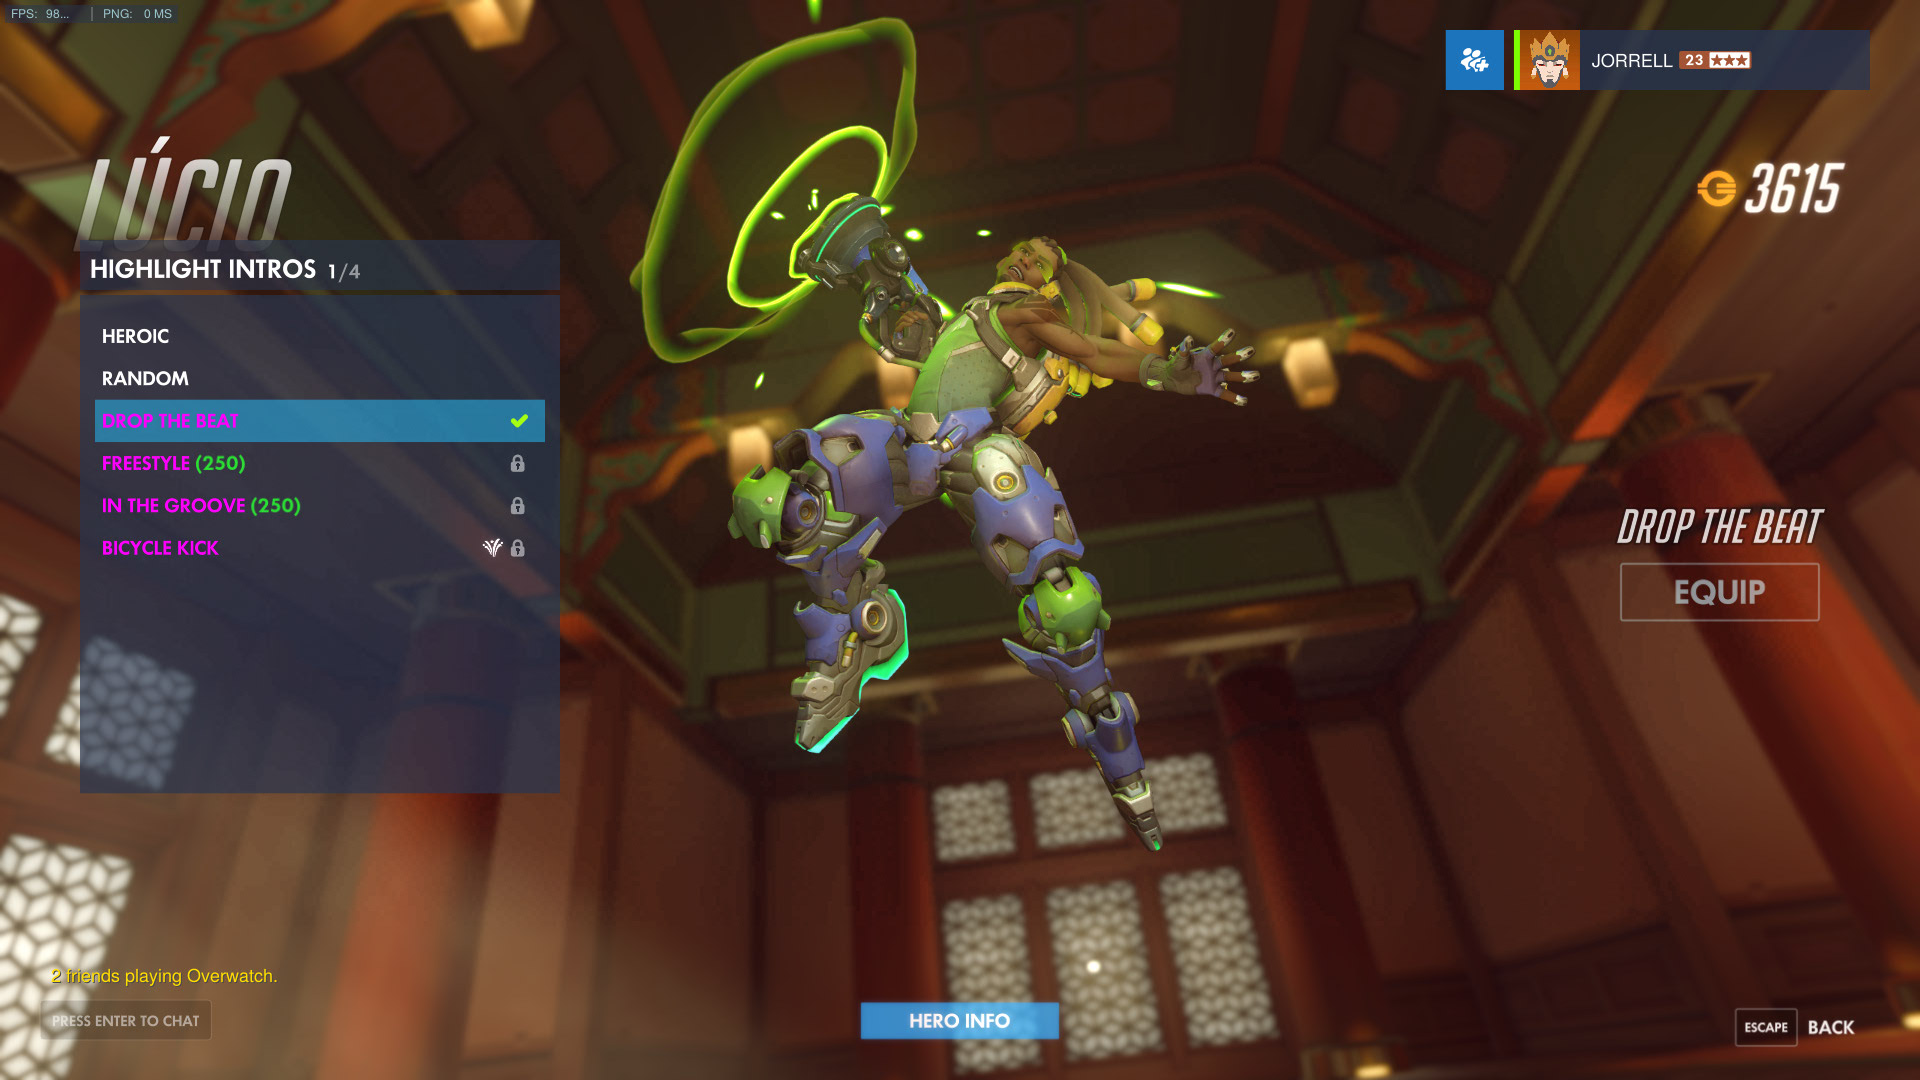 FPS: 98... | PNG: 0 MS
JORRELL 23
LÚCIO
3615
HIGHLIGHT INTROS 1/4
HEROIC
RANDOM
DROP THE BEAT
FREESTYLE (250)
IN THE GROOVE (250)
BICYCLE KICK
DROP THE BEAT
EQUIP
2 friends playing Overwatch.
PRESS ENTER TO CHAT
HERO INFO
ESCAPE BACK